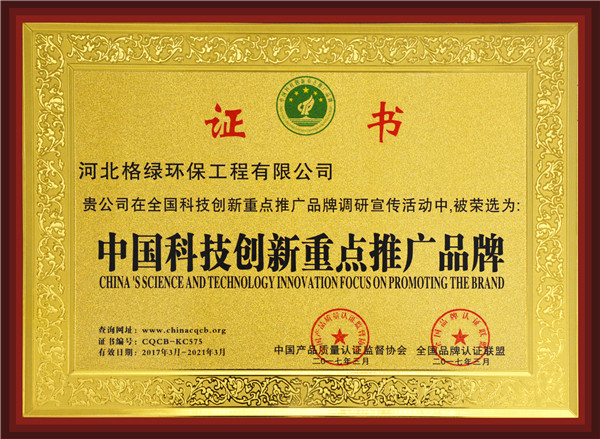 证 书
河北格绿环保工程有限公司
贵公司在全国科技创新重点推广品牌调研宣传活动中,被荣选为:
中国科技创新重点推广品牌
CHINA'S SCIENCE AND TECHNOLOGY INNOVATION FOCUS ON PROMOTING THE BRAND
查询网址: www.chinacqcb.org
证书编号: CQCB-KC575
有效日期: 2017年3月-2021年3月
中国产品质量认证监督协会 全国品牌认证联盟
二〇一七年三月 二〇一七年三月